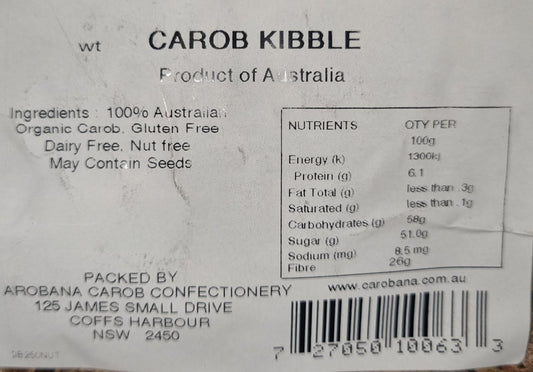 wt CAROB KIBBLE
Product of Australia
Ingredients : 100% Australian
Organic Carob. Gluten Free
Dairy Free. Nut free
May Contain Seeds
NUTRIENTS QTY PER
100g
Energy (k) 1300kj
Protein (g) 6.1
Fat Total (g) less than .3g
Saturated (g) less than .1g
Carbohydrates (g) 58g
Sugar (g) 51.0g
Sodium (mg) 8.5 mg
Fibre 26g
PACKED BY
AROBANA CAROB CONFECTIONERY
125 JAMES SMALL DRIVE
COFFS HARBOUR
NSW 2450
www.carobana.com.au
7 27050 10063 3